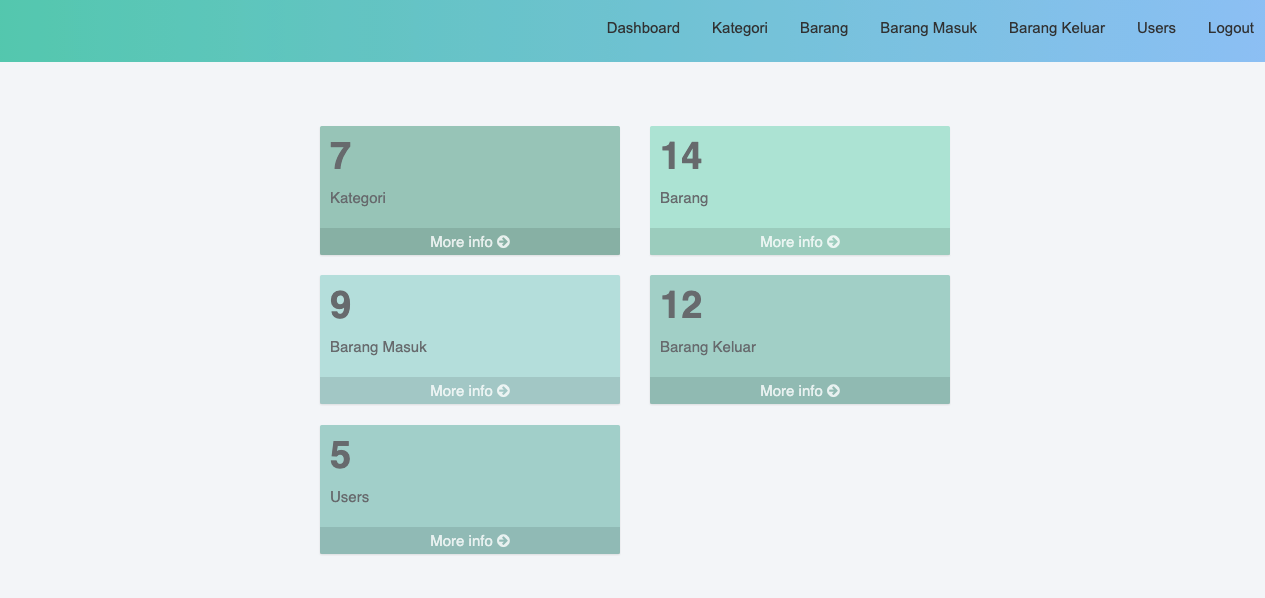 Dashboard Kategori Barang Barang Masuk Barang Keluar Users Logout
7
Kategori
More info
14
Barang
More info
9
Barang Masuk
More info
12
Barang Keluar
More info
5
Users
More info